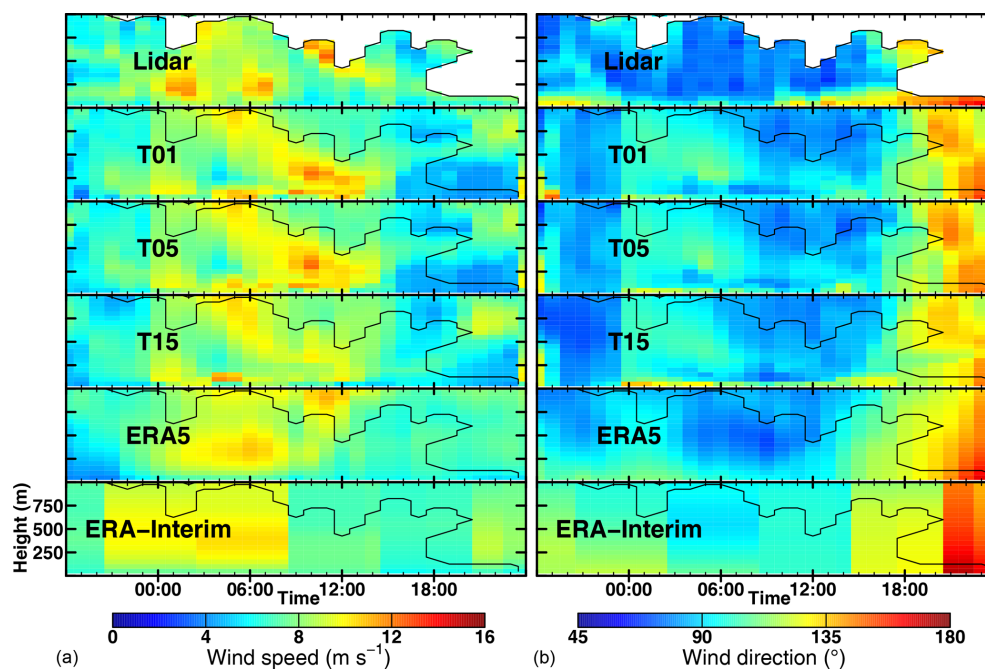 Lidar
Lidar
T01
T01
T05
T05
T15
T15
ERA5
ERA5
ERA−Interim
ERA−Interim
Height (m)
750
500
250
00:00 06:00 12:00 18:00
Time
00:00 06:00 12:00 18:00
Time
0 4 8 12 16
45 90 135 180
(a) Wind speed (m s⁻¹)
(b) Wind direction (°)